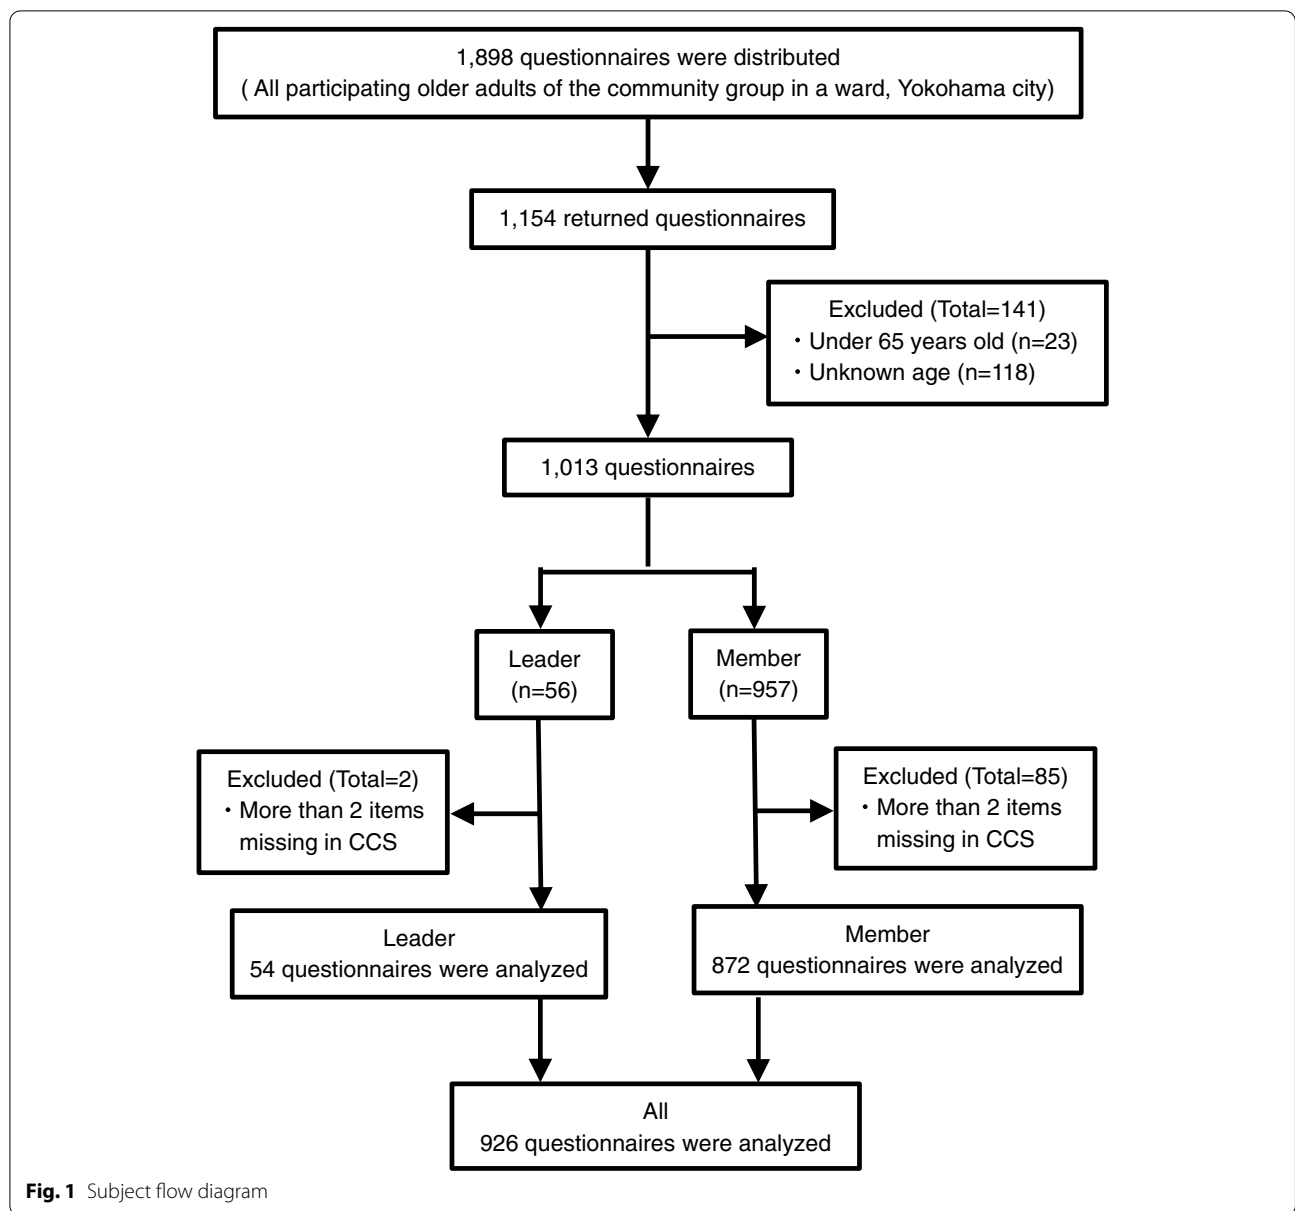 1,898 questionnaires were distributed
( All participating older adults of the community group in a ward, Yokohama city)
1,154 returned questionnaires
Excluded (Total=141)
・Under 65 years old (n=23)
・Unknown age (n=118)
1,013 questionnaires
Leader
(n=56)
Member
(n=957)
Excluded (Total=2)
・More than 2 items
missing in CCS
Excluded (Total=85)
・More than 2 items
missing in CCS
Leader
54 questionnaires were analyzed
Member
872 questionnaires were analyzed
All
926 questionnaires were analyzed
Fig. 1 Subject flow diagram